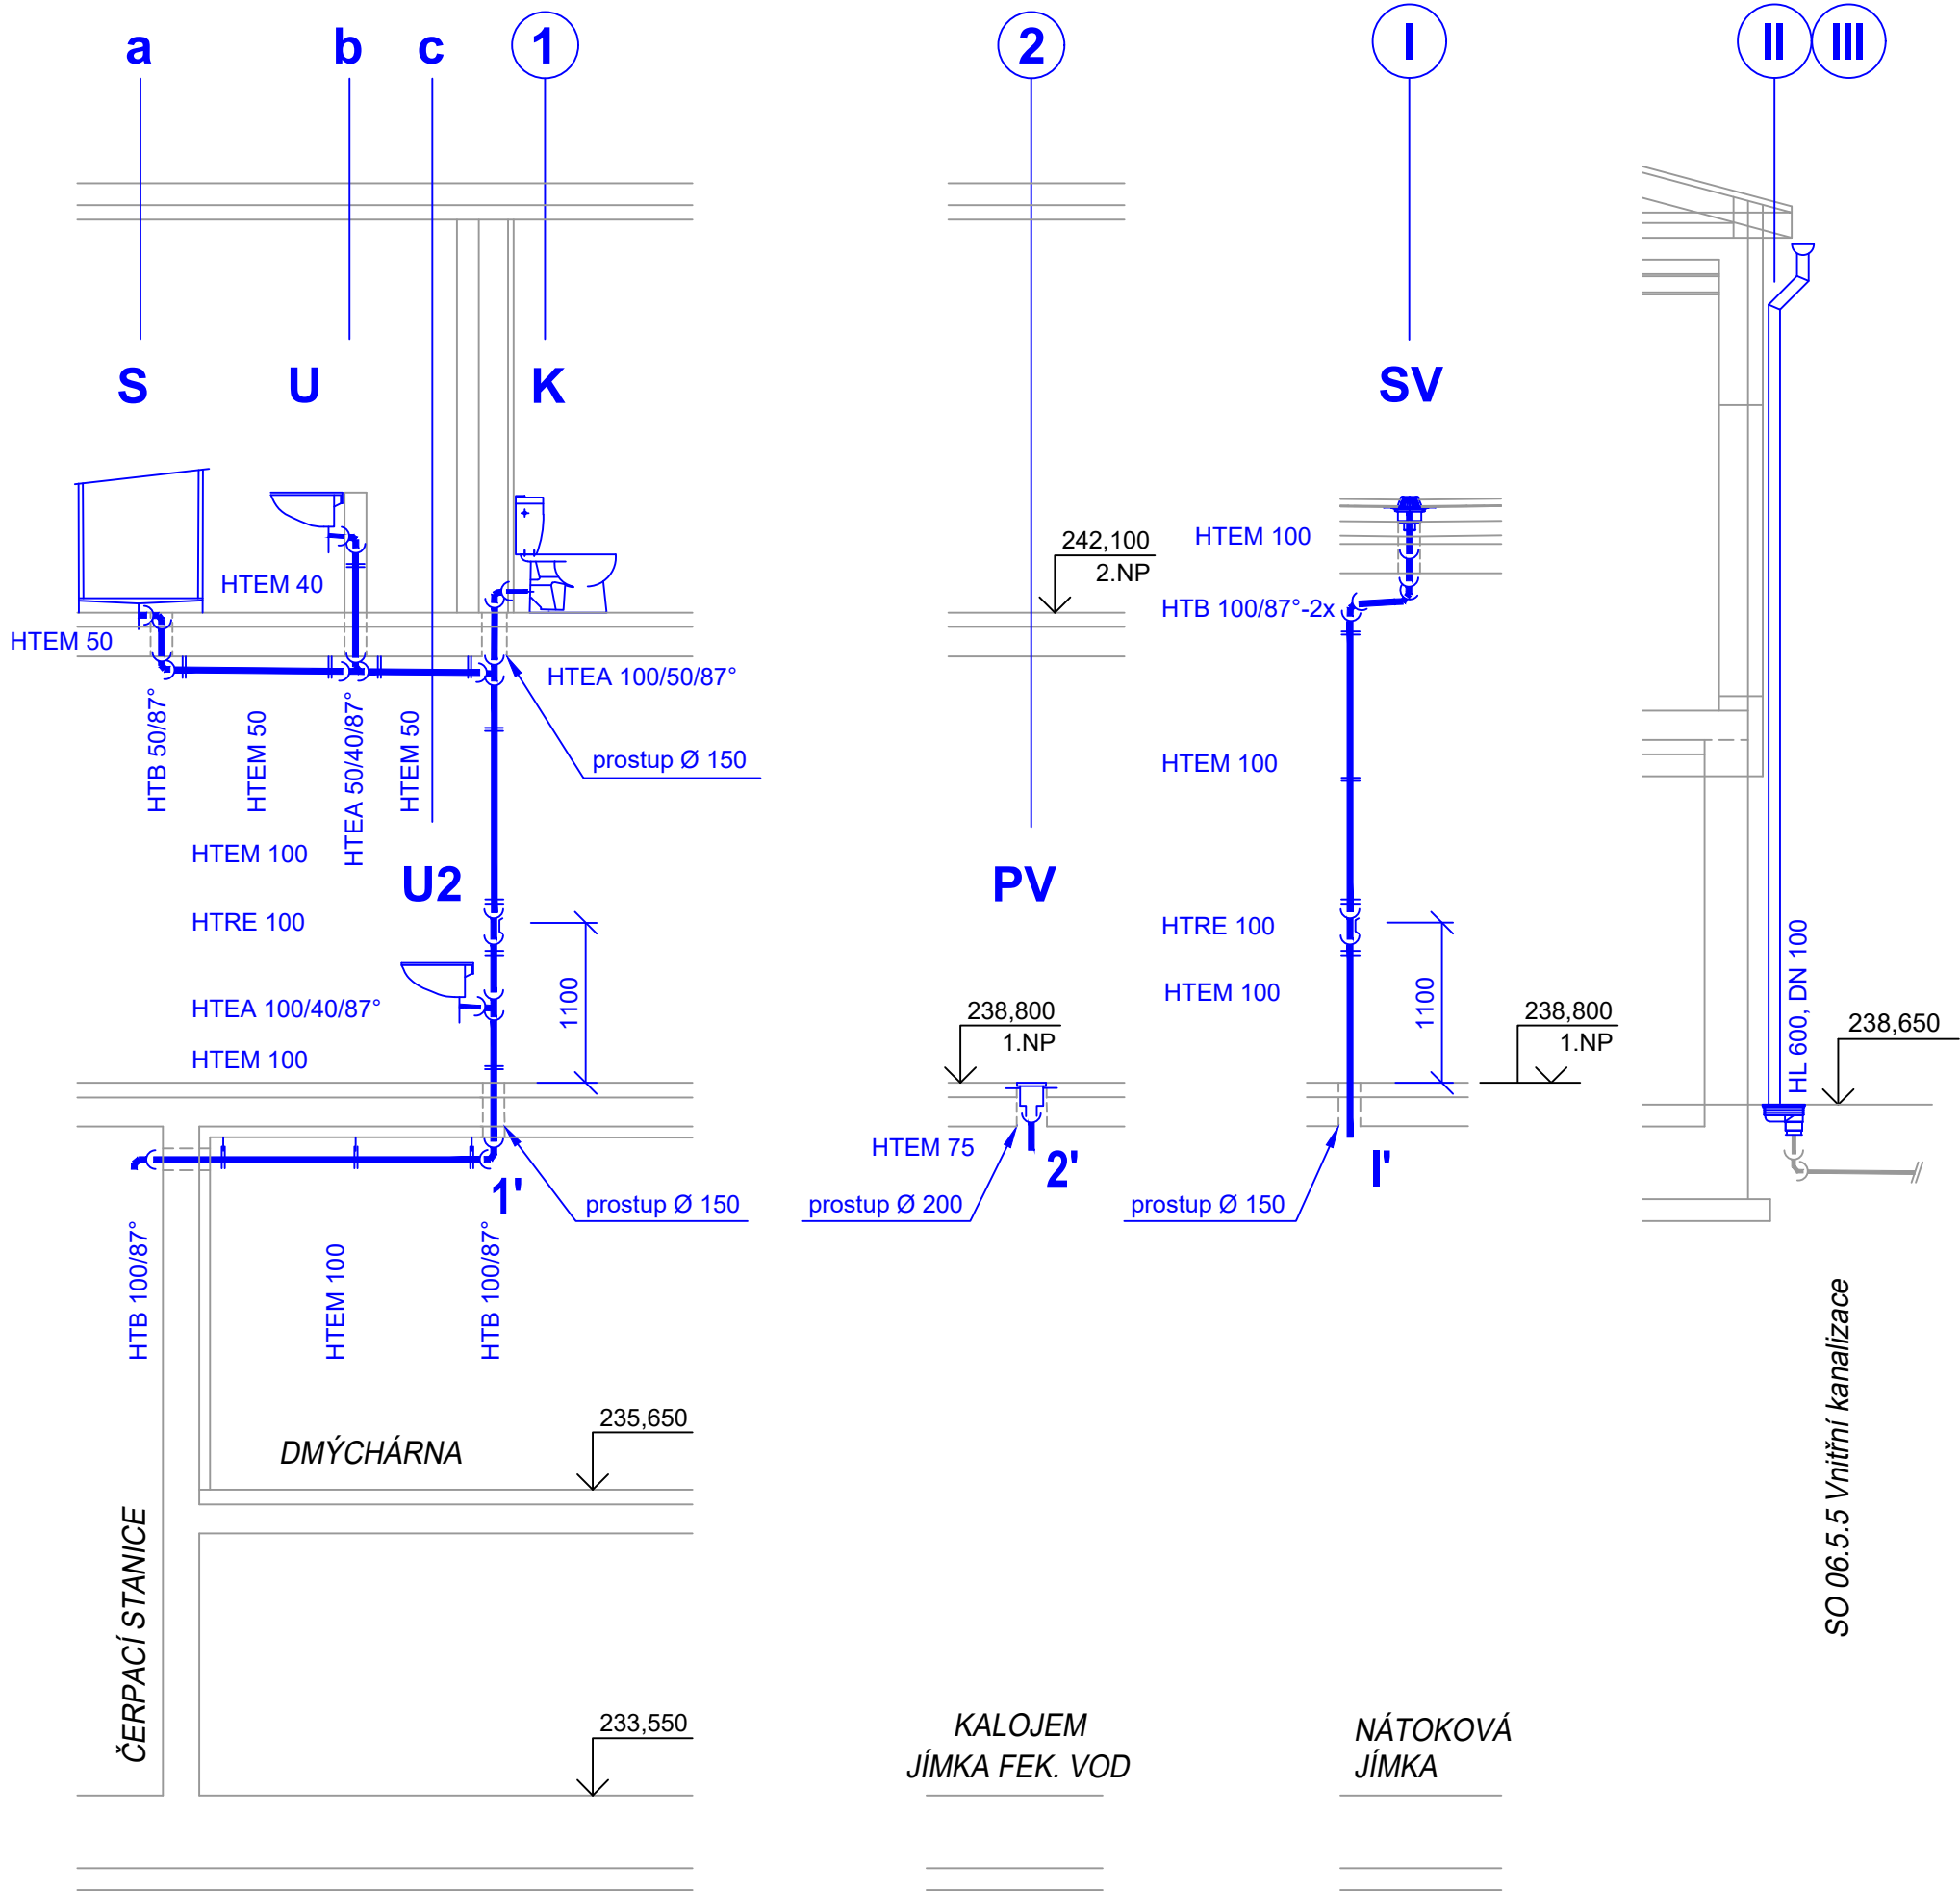 a
b
c
1
2
I
II
III
S
U
K
SV
HTEM 40
HTEM 50
HTEA 100/50/87°
prostup Ø 150
HTB 50/87°
HTEM 50
HTEA 50/40/87°
HTEM 50
242,100
2.NP
HTEM 100
HTB 100/87°-2x
HTEM 100
HTEM 100
U2
PV
HTRE 100
HTRE 100
1100
1100
HTEA 100/40/87°
HTEM 100
HTEM 100
238,800
1.NP
238,800
1.NP
HL 600, DN 100
238,650
HTEM 75
1'
2'
I'
prostup Ø 150
prostup Ø 200
prostup Ø 150
HTB 100/87°
HTEM 100
HTB 100/87°
235,650
DMÝCHÁRNA
ČERPACÍ STANICE
SO 06.5.5 Vnitřní kanalizace
233,550
KALOJEM
JÍMKA FEK. VOD
NÁTOKOVÁ
JÍMKA